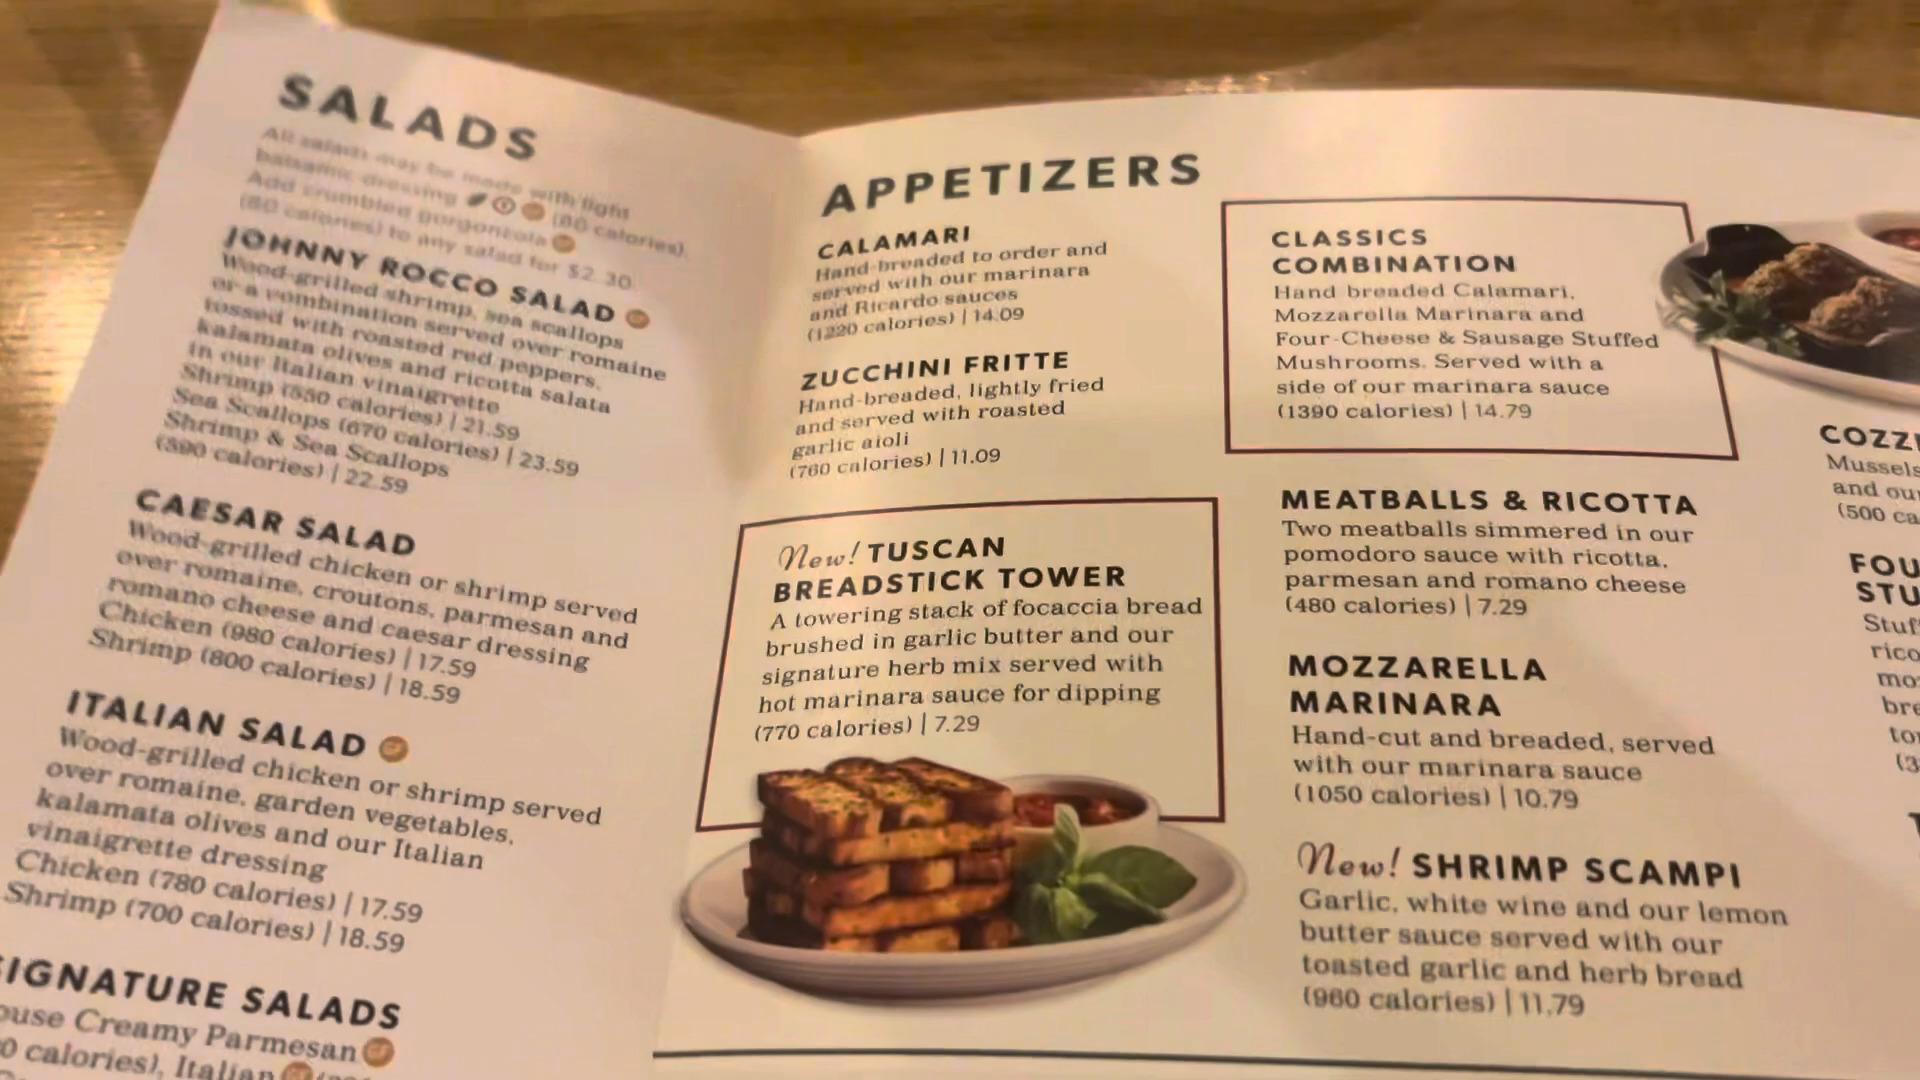 SALADS
All salads may be made with light
balsamic dressing (80 calories).
Add crumbled gorgonzola
(80 calories) to any salad for $2.30
JOHNNY ROCCO SALAD
Wood-grilled shrimp, sea scallops
or a combination served over romaine
tossed with roasted red peppers,
kalamata olives and ricotta salata
in our Italian vinaigrette
Shrimp (550 calories) | 21.59
Sea Scallops (670 calories) | 23.59
Shrimp & Sea Scallops
(590 calories) | 22.59
CAESAR SALAD
Wood-grilled chicken or shrimp served
over romaine, croutons, parmesan and
romano cheese and caesar dressing
Chicken (980 calories) | 17.59
Shrimp (800 calories) | 18.59
ITALIAN SALAD
Wood-grilled chicken or shrimp served
over romaine, garden vegetables,
kalamata olives and our Italian
vinaigrette dressing
Chicken (780 calories) | 17.59
Shrimp (700 calories) | 18.59
SIGNATURE SALADS
ouse Creamy Parmesan
0 calories), Italian
APPETIZERS
CALAMARI
Hand-breaded to order and
served with our marinara
and Ricardo sauces
(1220 calories) | 14.09
ZUCCHINI FRITTE
Hand-breaded, lightly fried
and served with roasted
garlic aioli
(760 calories) | 11.09
New! TUSCAN
BREADSTICK TOWER
A towering stack of focaccia bread
brushed in garlic butter and our
signature herb mix served with
hot marinara sauce for dipping
(770 calories) | 7.29
CLASSICS
COMBINATION
Hand breaded Calamari,
Mozzarella Marinara and
Four-Cheese & Sausage Stuffed
Mushrooms. Served with a
side of our marinara sauce
(1390 calories) | 14.79
MEATBALLS & RICOTTA
Two meatballs simmered in our
pomodoro sauce with ricotta,
parmesan and romano cheese
(480 calories) | 7.29
MOZZARELLA
MARINARA
Hand-cut and breaded, served
with our marinara sauce
(1050 calories) | 10.79
New! SHRIMP SCAMPI
Garlic, white wine and our lemon
butter sauce served with our
toasted garlic and herb bread
(960 calories) | 11.79
COZZ
Mussels
and ou
(500 ca
FOU
STU
Stuf
rico
mo
bre
to
(3